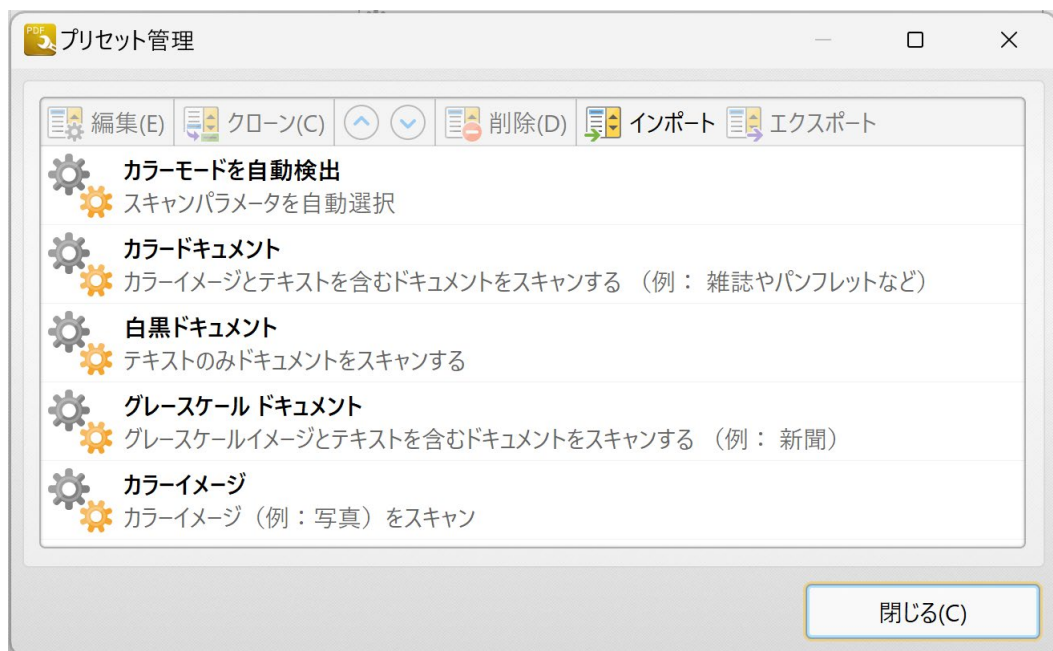 PDF
プリセット管理
編集(E) クローン(C) 削除(D) インポート エクスポート
カラーモードを自動検出
スキャンパラメータを自動選択
カラードキュメント
カラーイメージとテキストを含むドキュメントをスキャンする （例： 雑誌やパンフレットなど）
白黒ドキュメント
テキストのみドキュメントをスキャンする
グレースケール ドキュメント
グレースケールイメージとテキストを含むドキュメントをスキャンする （例： 新聞）
カラーイメージ
カラーイメージ（例：写真）をスキャン
閉じる(C)